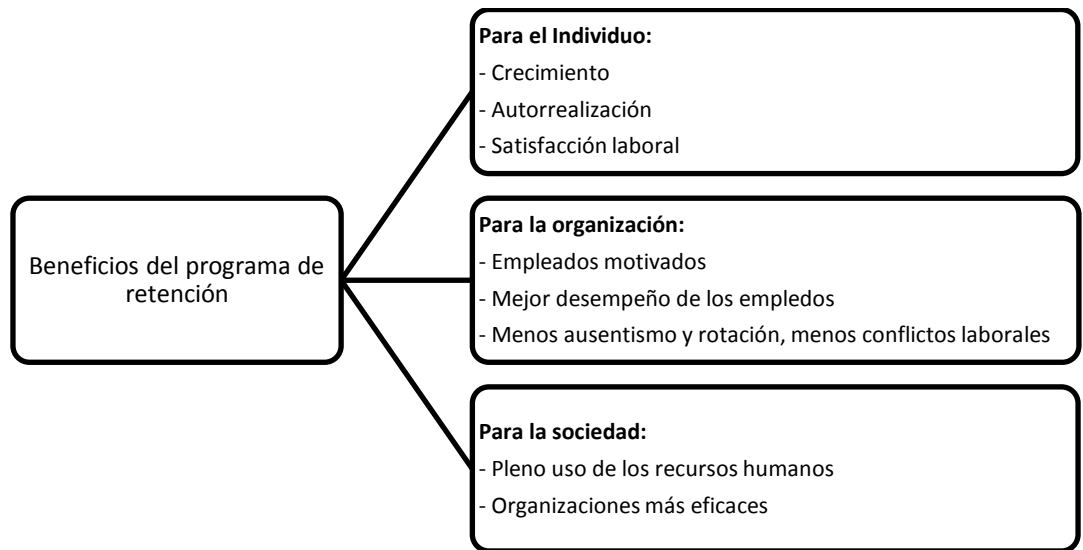 Beneficios del programa de
retención
Para el Individuo:
- Crecimiento
- Autorrealización
- Satisfacción laboral
Para la organización:
- Empleados motivados
- Mejor desempeño de los empledos
- Menos ausentismo y rotación, menos conflictos laborales
Para la sociedad:
- Pleno uso de los recursos humanos
- Organizaciones más eficaces